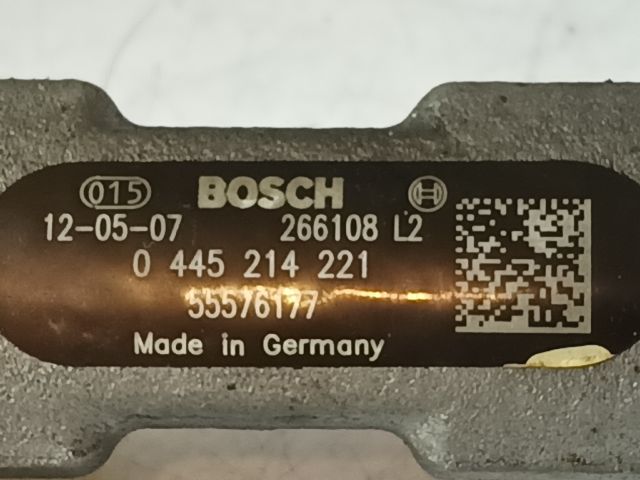 015 BOSCH
12-05-07 266108 L2
0 445 214 221
55576177
Made in Germany